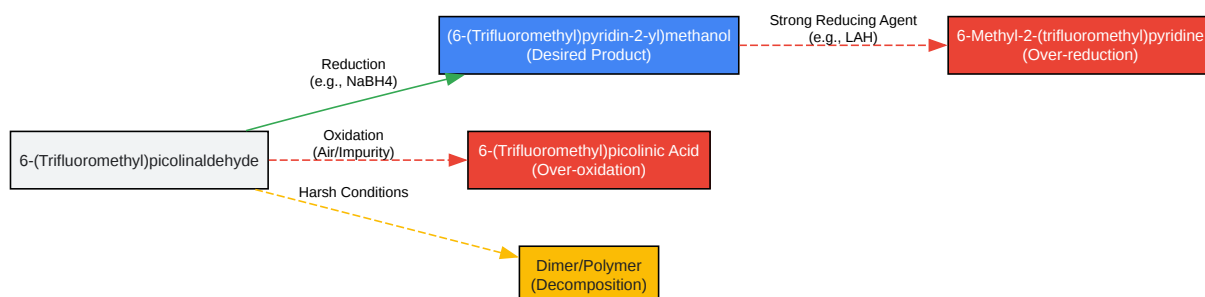 (6-(Trifluoromethyl)pyridin-2-yl)methanol
(Desired Product)
Strong Reducing Agent
(e.g., LAH)
6-Methyl-2-(trifluoromethyl)pyridine
(Over-reduction)
Reduction
(e.g., NaBH4)
6-(Trifluoromethyl)picolinaldehyde
Oxidation
(Air/Impurity)
6-(Trifluoromethyl)picolinic Acid
(Over-oxidation)
Harsh Conditions
Dimer/Polymer
(Decomposition)